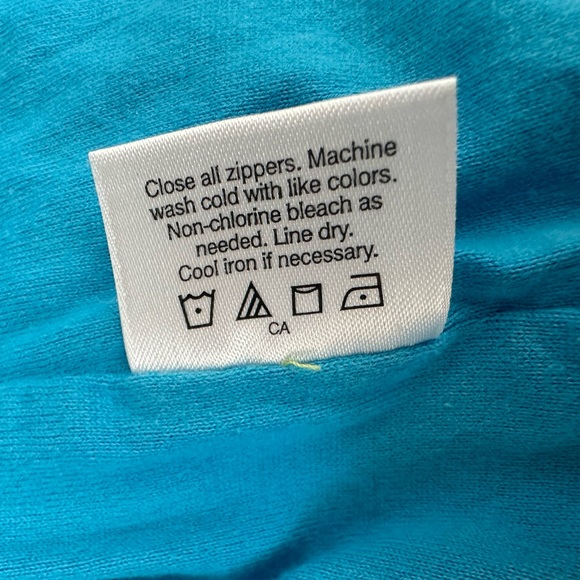 Close all zippers. Machine
wash cold with like colors.
Non-chlorine bleach as
needed. Line dry.
Cool iron if necessary.
CA